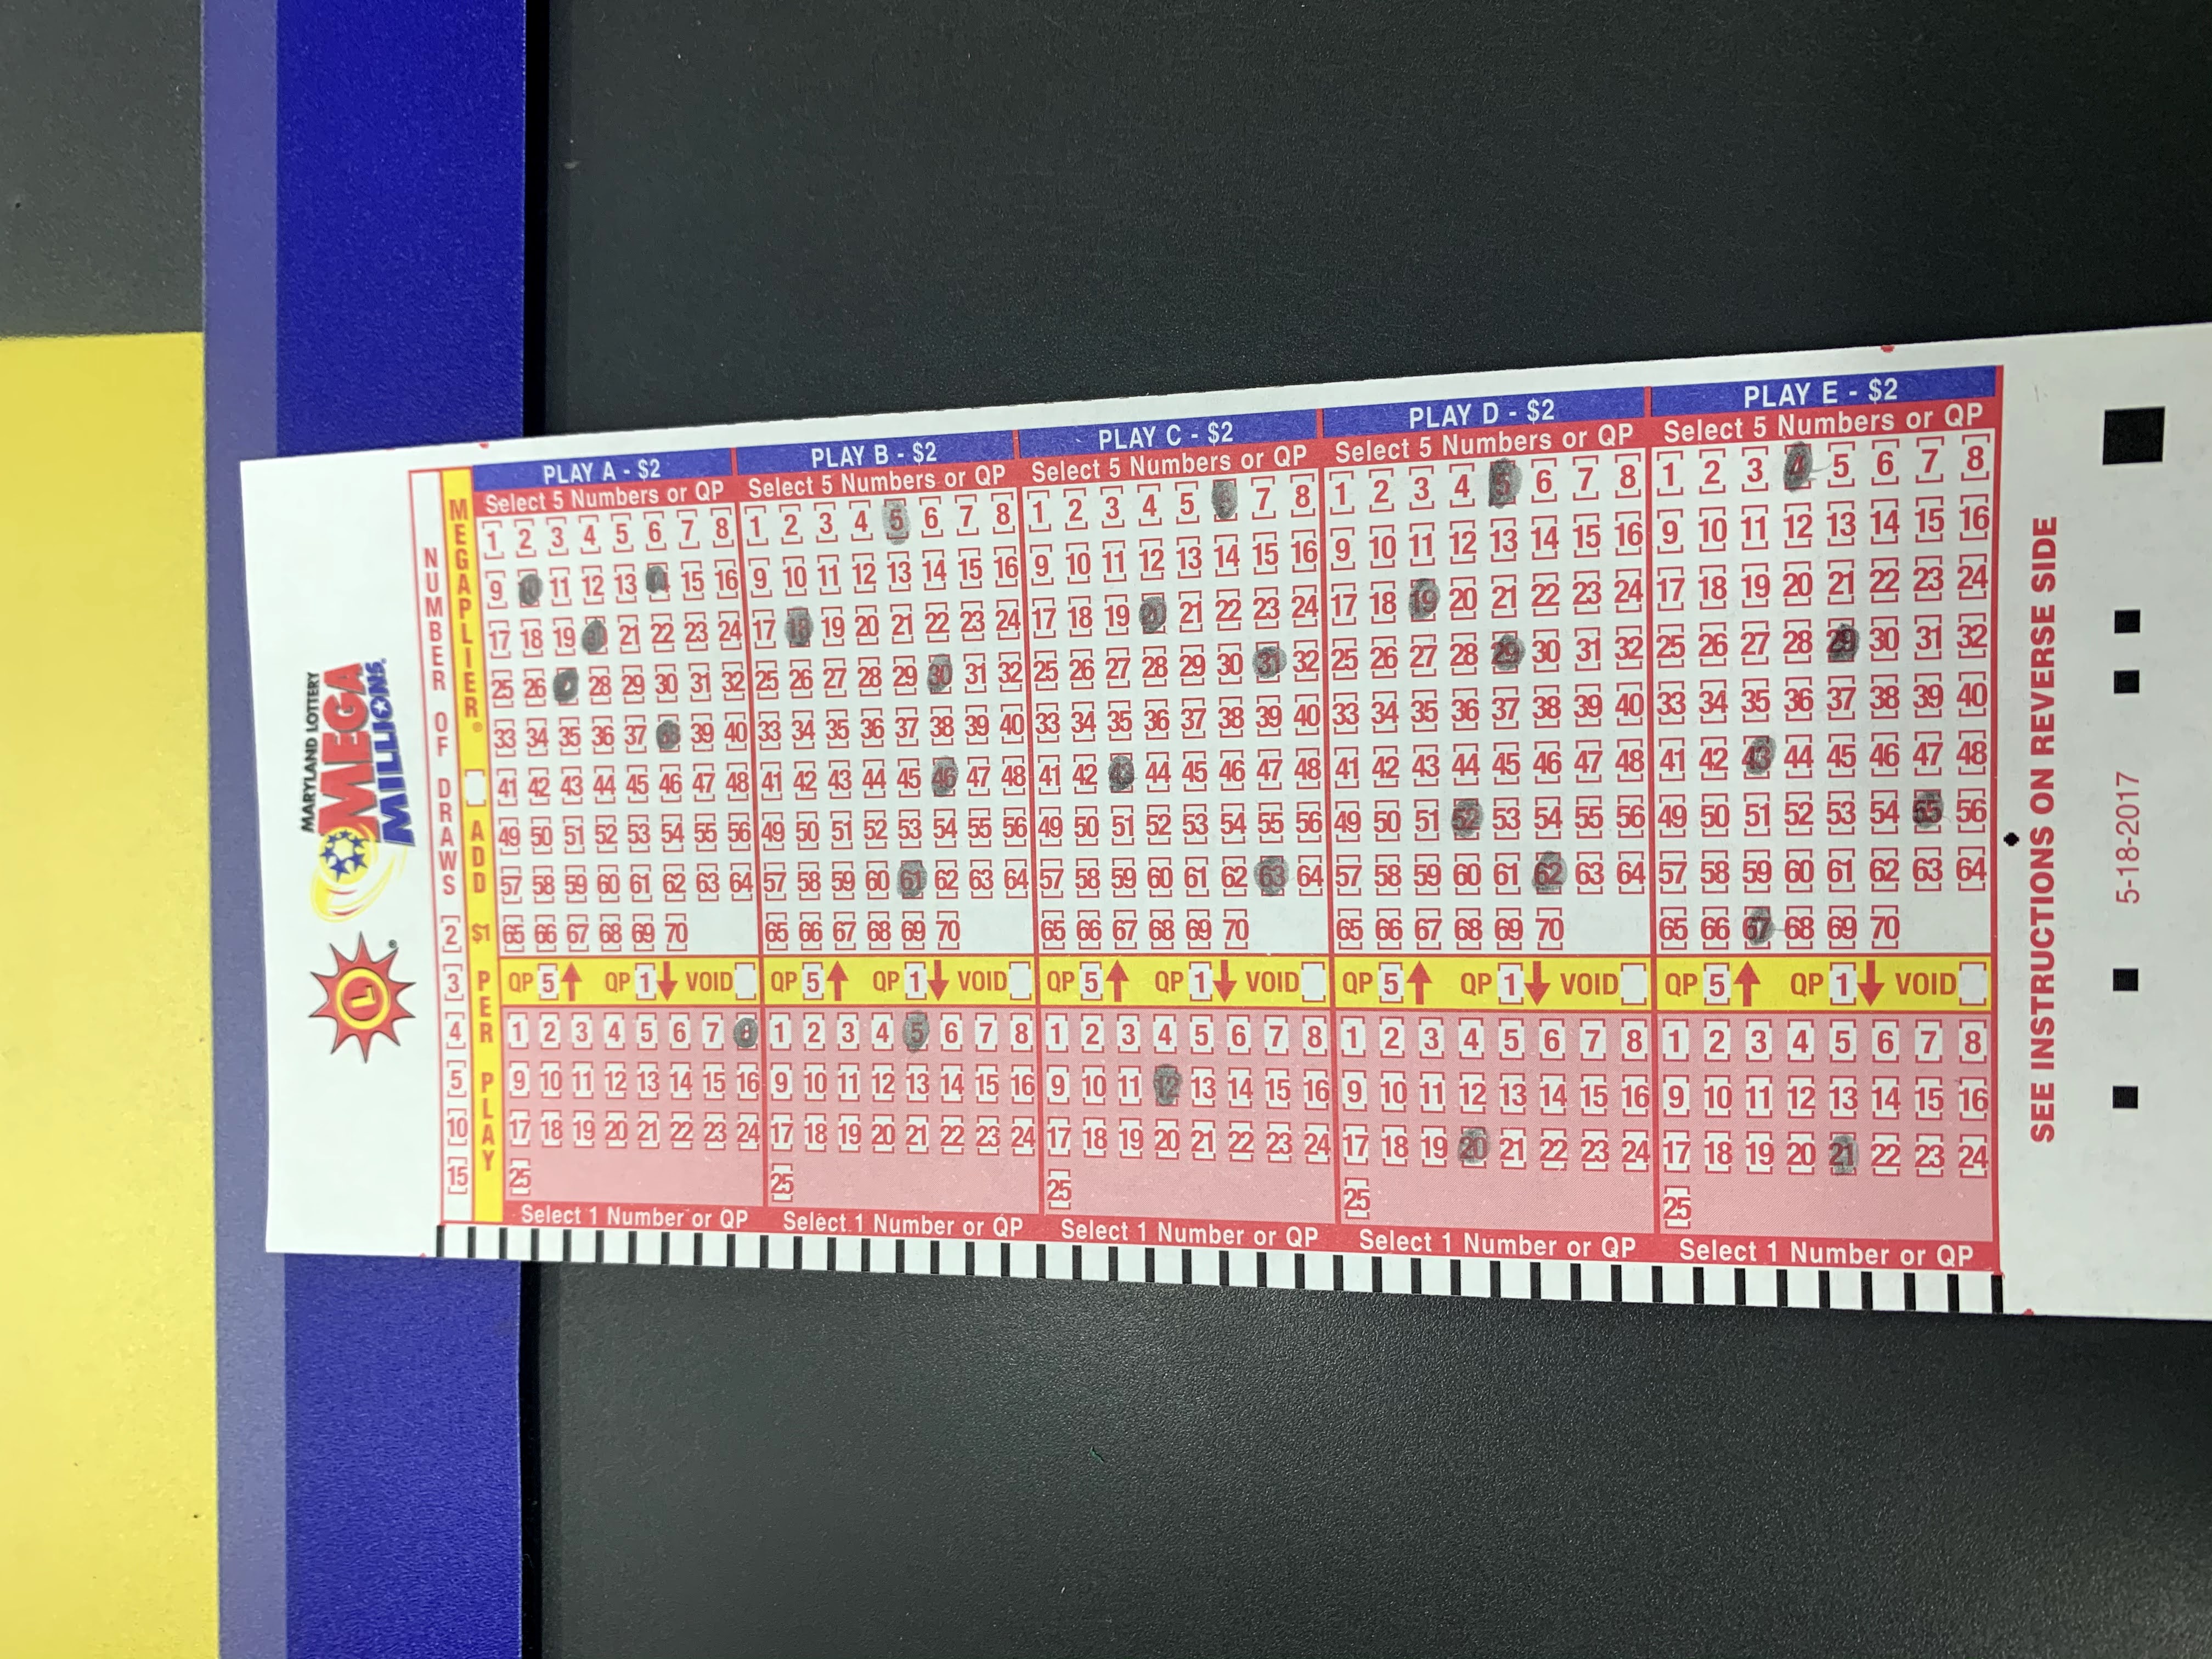 MARYLAND LOTTERY
MEGA
MILLIONS®
L ®
NUMBER OF DRAWS [2] [3] [4] [5] [10] [15]
MEGAPLIER® [ ] ADD $1 PER PLAY
PLAY A - $2
Select 5 Numbers or QP
[1] [2] [3] [4] [5] [6] [7] [8]
[9] [11] [12] [13] [15] [16]
[17] [18] [19] [21] [22] [23] [24]
[25] [26] [28] [29] [30] [31] [32]
[33] [34] [35] [36] [37] [38] [39] [40]
[41] [42] [43] [44] [45] [46] [47] [48]
[49] [50] [51] [52] [53] [54] [55] [56]
[57] [58] [59] [60] [61] [62] [63] [64]
[65] [66] [67] [68] [69] [70]
QP [5] QP [1] VOID [ ]
[1] [2] [3] [4] [5] [6] [7] [8]
[9] [10] [11] [12] [13] [14] [15] [16]
[17] [18] [19] [20] [21] [22] [23] [24]
[25]
Select 1 Number or QP
PLAY B - $2
Select 5 Numbers or QP
[1] [2] [3] [4] [5] [6] [7] [8]
[9] [10] [11] [12] [13] [14] [15] [16]
[17] [18] [19] [20] [21] [22] [23] [24]
[25] [26] [27] [28] [29] [30] [31] [32]
[33] [34] [35] [36] [37] [38] [39] [40]
[41] [42] [43] [44] [45] [46] [47] [48]
[49] [50] [51] [52] [53] [54] [55] [56]
[57] [58] [59] [60] [61] [62] [63] [64]
[65] [66] [67] [68] [69] [70]
QP [5] QP [1] VOID [ ]
[1] [2] [3] [4] [5] [6] [7] [8]
[9] [10] [11] [12] [13] [14] [15] [16]
[17] [18] [19] [20] [21] [22] [23] [24]
[25]
Select 1 Number or QP
PLAY C - $2
Select 5 Numbers or QP
[1] [2] [3] [4] [5] [7] [8]
[9] [10] [11] [12] [13] [14] [15] [16]
[17] [18] [19] [20] [21] [22] [23] [24]
[25] [26] [27] [28] [29] [30] [31] [32]
[33] [34] [35] [36] [37] [38] [39] [40]
[41] [42] [43] [44] [45] [46] [47] [48]
[49] [50] [51] [52] [53] [54] [55] [56]
[57] [58] [59] [60] [61] [62] [63] [64]
[65] [66] [67] [68] [69] [70]
QP [5] QP [1] VOID [ ]
[1] [2] [3] [4] [5] [6] [7] [8]
[9] [10] [11] [12] [13] [14] [15] [16]
[17] [18] [19] [20] [21] [22] [23] [24]
[25]
Select 1 Number or QP
PLAY D - $2
Select 5 Numbers or QP
[1] [2] [3] [4] [5] [6] [7] [8]
[9] [10] [11] [12] [13] [14] [15] [16]
[17] [18] [19] [20] [21] [22] [23] [24]
[25] [26] [27] [28] [29] [30] [31] [32]
[33] [34] [35] [36] [37] [38] [39] [40]
[41] [42] [43] [44] [45] [46] [47] [48]
[49] [50] [51] [52] [53] [54] [55] [56]
[57] [58] [59] [60] [61] [62] [63] [64]
[65] [66] [67] [68] [69] [70]
QP [5] QP [1] VOID [ ]
[1] [2] [3] [4] [5] [6] [7] [8]
[9] [10] [11] [12] [13] [14] [15] [16]
[17] [18] [19] [20] [21] [22] [23] [24]
[25]
Select 1 Number or QP
PLAY E - $2
Select 5 Numbers or QP
[1] [2] [3] [4] [5] [6] [7] [8]
[9] [10] [11] [12] [13] [14] [15] [16]
[17] [18] [19] [20] [21] [22] [23] [24]
[25] [26] [27] [28] [29] [30] [31] [32]
[33] [34] [35] [36] [37] [38] [39] [40]
[41] [42] [43] [44] [45] [46] [47] [48]
[49] [50] [51] [52] [53] [54] [55] [56]
[57] [58] [59] [60] [61] [62] [63] [64]
[65] [66] [67] [68] [69] [70]
QP [5] QP [1] VOID [ ]
[1] [2] [3] [4] [5] [6] [7] [8]
[9] [10] [11] [12] [13] [14] [15] [16]
[17] [18] [19] [20] [21] [22] [23] [24]
[25]
Select 1 Number or QP
SEE INSTRUCTIONS ON REVERSE SIDE
5-18-2017